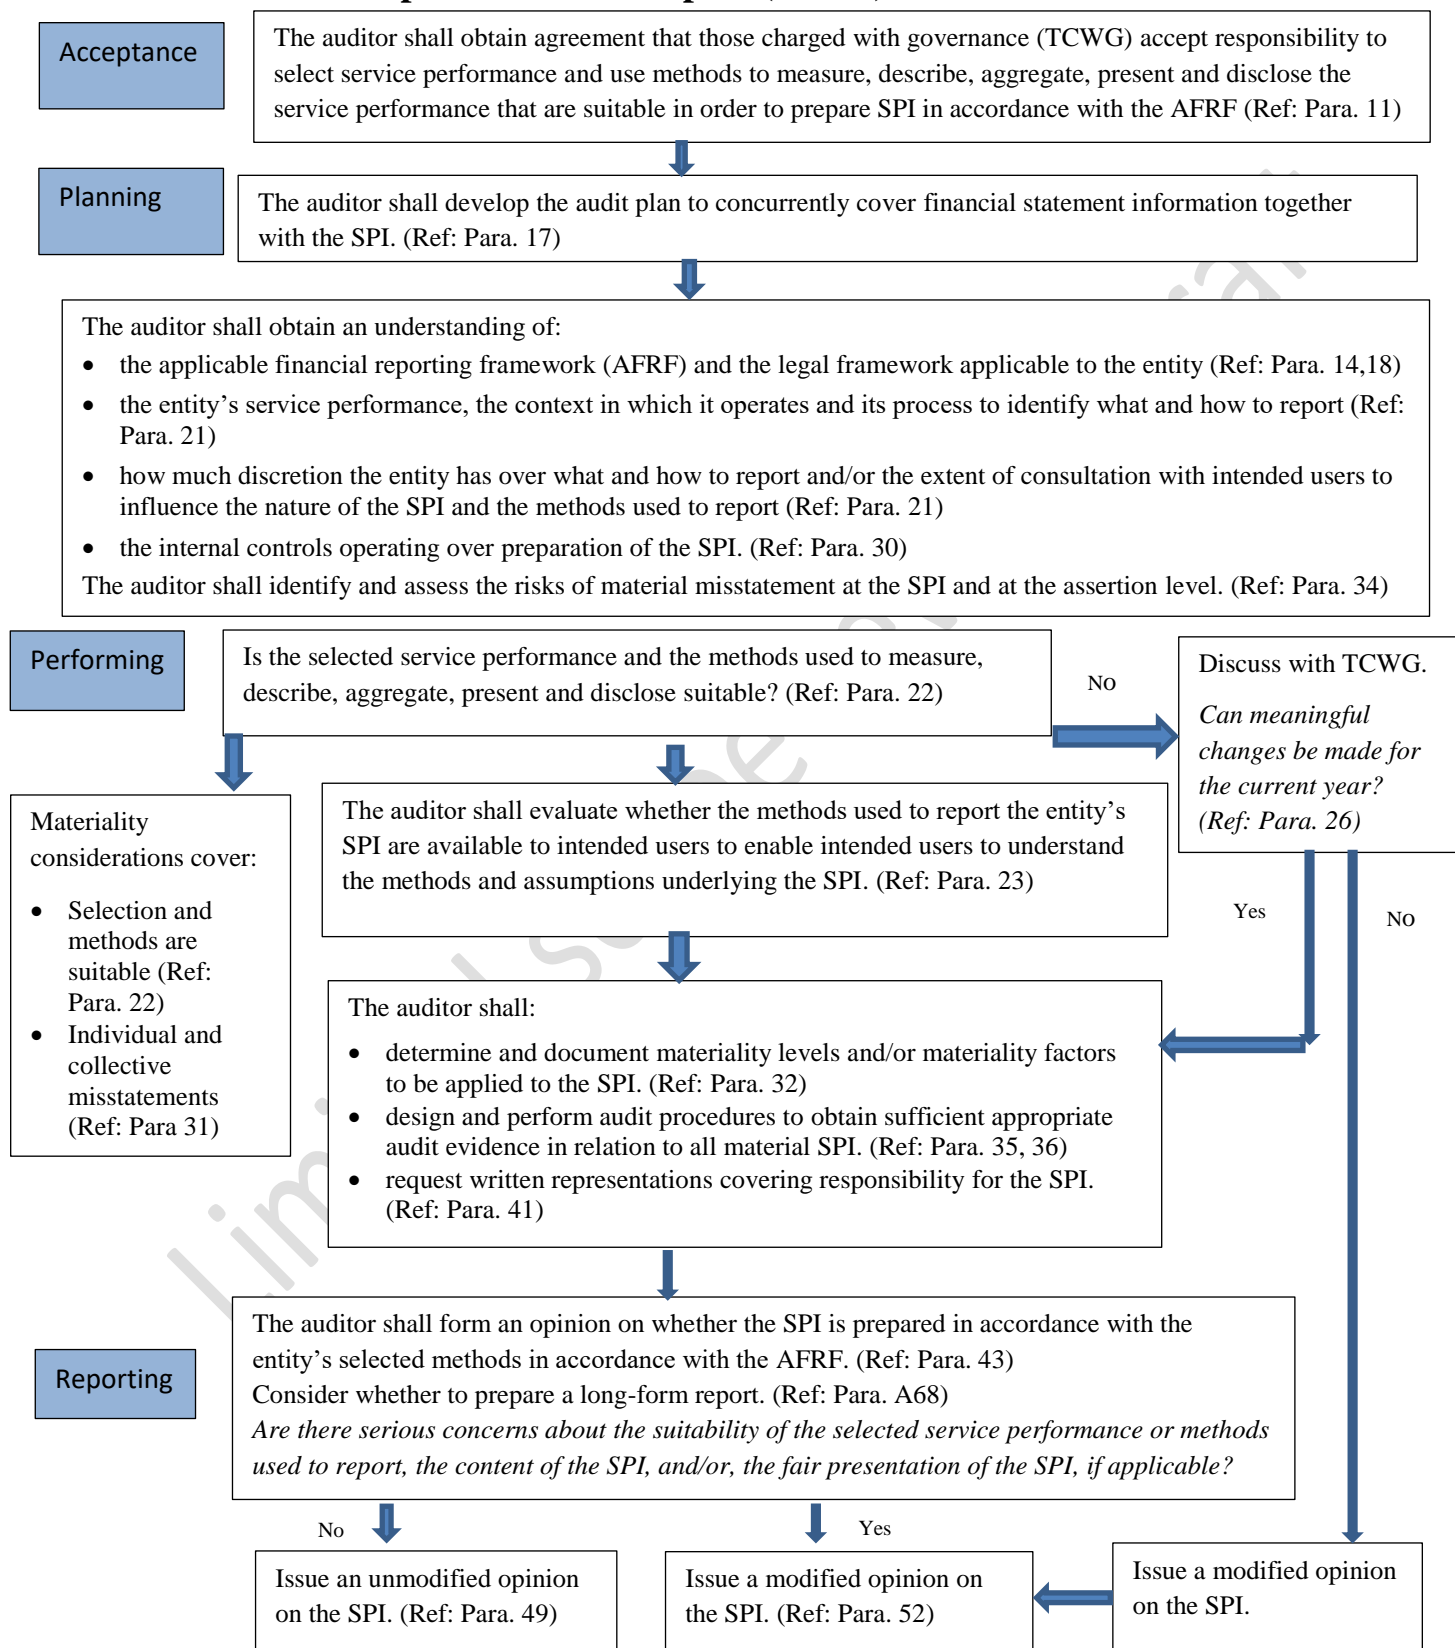 Acceptance
The auditor shall obtain agreement that those charged with governance (TCWG) accept responsibility to
select service performance and use methods to measure, describe, aggregate, present and disclose the
service performance that are suitable in order to prepare SPI in accordance with the AFRF (Ref: Para. 11)
Planning
The auditor shall develop the audit plan to concurrently cover financial statement information together
with the SPI. (Ref: Para. 17)
The auditor shall obtain an understanding of:
• the applicable financial reporting framework (AFRF) and the legal framework applicable to the entity (Ref: Para. 14,18)
• the entity’s service performance, the context in which it operates and its process to identify what and how to report (Ref:
Para. 21)
• how much discretion the entity has over what and how to report and/or the extent of consultation with intended users to
influence the nature of the SPI and the methods used to report (Ref: Para. 21)
• the internal controls operating over preparation of the SPI. (Ref: Para. 30)
The auditor shall identify and assess the risks of material misstatement at the SPI and at the assertion level. (Ref: Para. 34)
Performing
Is the selected service performance and the methods used to measure,
describe, aggregate, present and disclose suitable? (Ref: Para. 22)
No
Discuss with TCWG.
Can meaningful
changes be made for
the current year?
(Ref: Para. 26)
Materiality
considerations cover:
• Selection and
methods are
suitable (Ref:
Para. 22)
• Individual and
collective
misstatements
(Ref: Para 31)
The auditor shall evaluate whether the methods used to report the entity’s
SPI are available to intended users to enable intended users to understand
the methods and assumptions underlying the SPI. (Ref: Para. 23)
Yes
No
The auditor shall:
• determine and document materiality levels and/or materiality factors
to be applied to the SPI. (Ref: Para. 32)
• design and perform audit procedures to obtain sufficient appropriate
audit evidence in relation to all material SPI. (Ref: Para. 35, 36)
• request written representations covering responsibility for the SPI.
(Ref: Para. 41)
Reporting
The auditor shall form an opinion on whether the SPI is prepared in accordance with the
entity’s selected methods in accordance with the AFRF. (Ref: Para. 43)
Consider whether to prepare a long-form report. (Ref: Para. A68)
Are there serious concerns about the suitability of the selected service performance or methods
used to report, the content of the SPI, and/or, the fair presentation of the SPI, if applicable?
No
Yes
Issue an unmodified opinion
on the SPI. (Ref: Para. 49)
Issue a modified opinion on
the SPI. (Ref: Para. 52)
Issue a modified opinion
on the SPI.